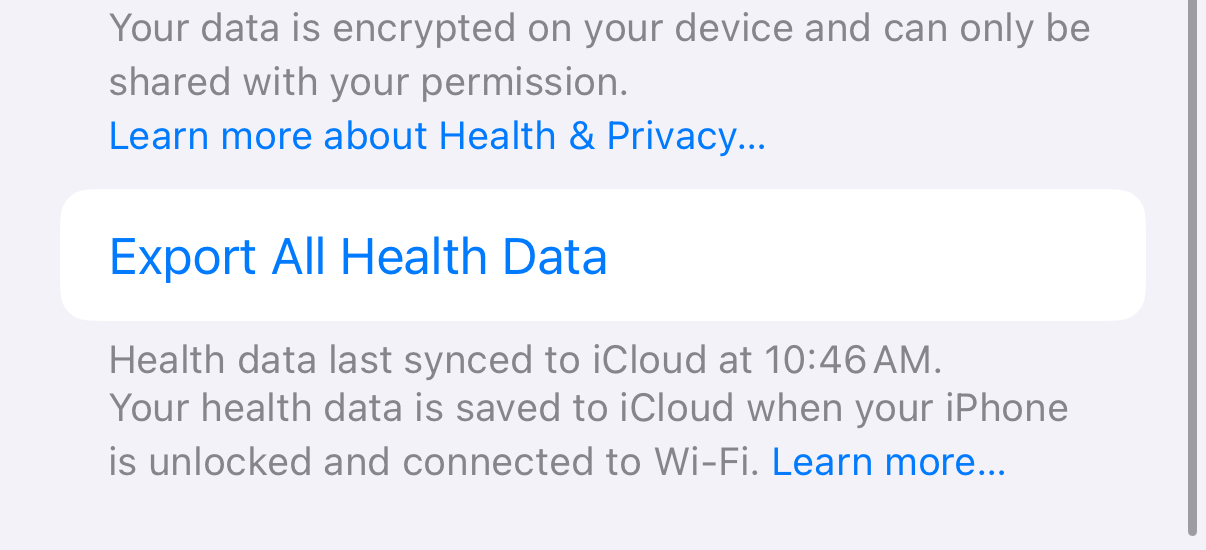 Your data is encrypted on your device and can only be
shared with your permission.
Learn more about Health & Privacy...
Export All Health Data
Health data last synced to iCloud at 10:46 AM.
Your health data is saved to iCloud when your iPhone
is unlocked and connected to Wi-Fi. Learn more...